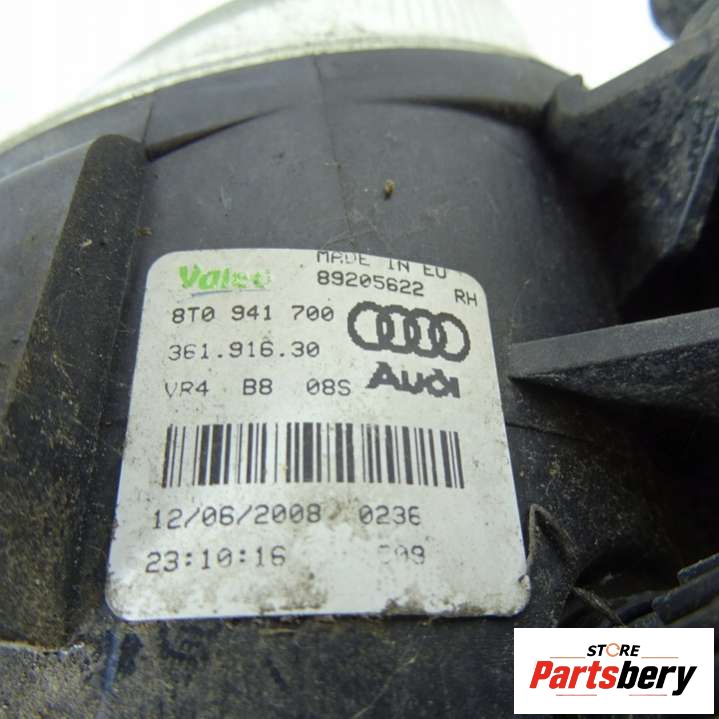 MADE IN EU
Valeo
89205622 RH
8T0 941 700
361.916.30
VR4 B8 08S
Audi
12/06/2008 0236
23:10:16
STORE
Partsbery